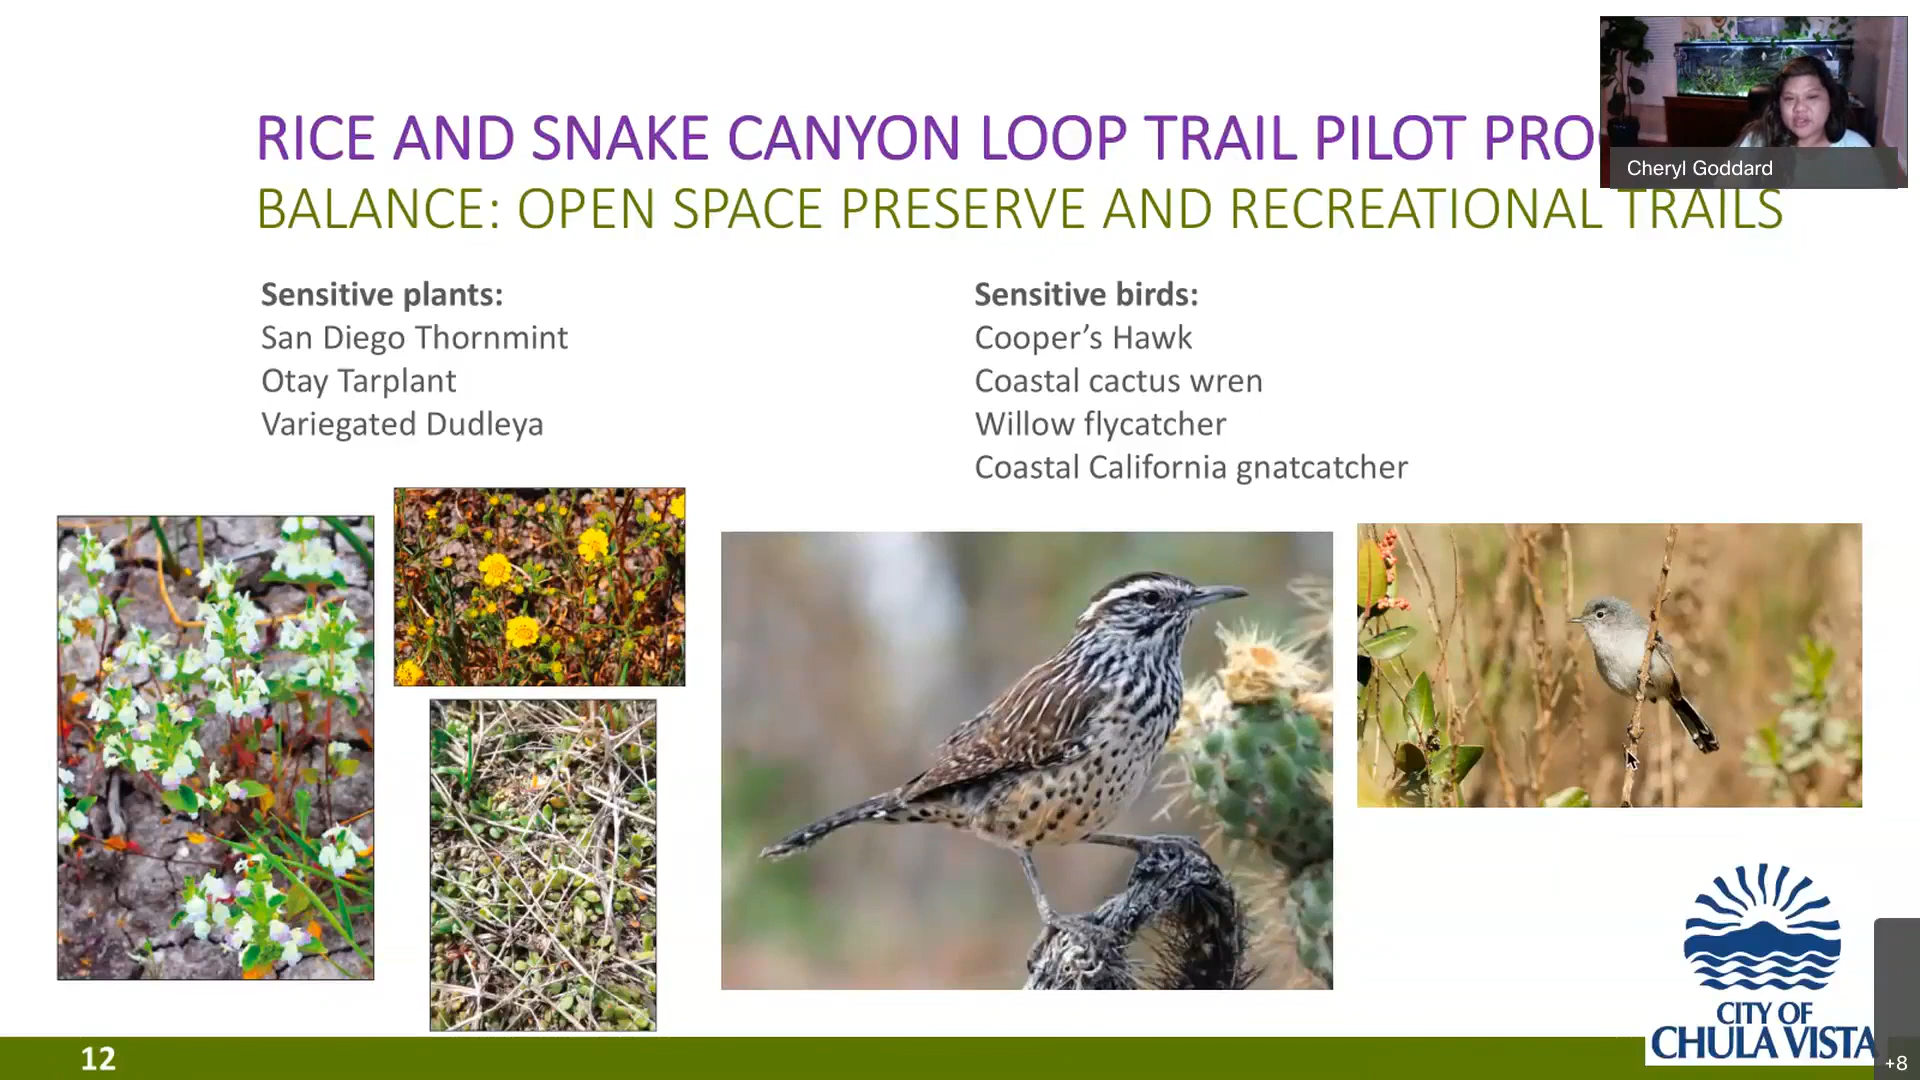 RICE AND SNAKE CANYON LOOP TRAIL PILOT PRO
Cheryl Goddard
BALANCE: OPEN SPACE PRESERVE AND RECREATIONAL TRAILS
Sensitive plants:
San Diego Thornmint
Otay Tarplant
Variegated Dudleya
Sensitive birds:
Cooper’s Hawk
Coastal cactus wren
Willow flycatcher
Coastal California gnatcatcher
CITY OF
CHULA VISTA
12
+8